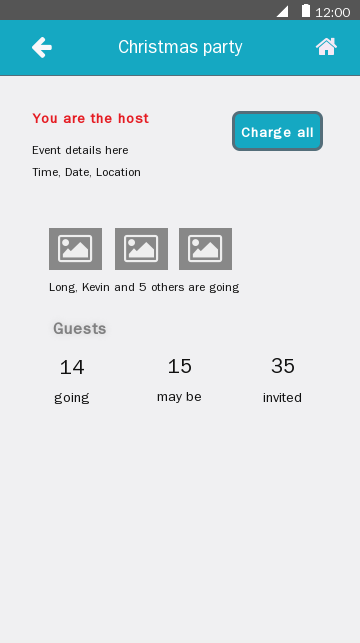 12:00
Christmas party
You are the host
Charge all
Event details here
Time, Date, Location
Long, Kevin and 5 others are going
Guests
14 15 35
going may be invited